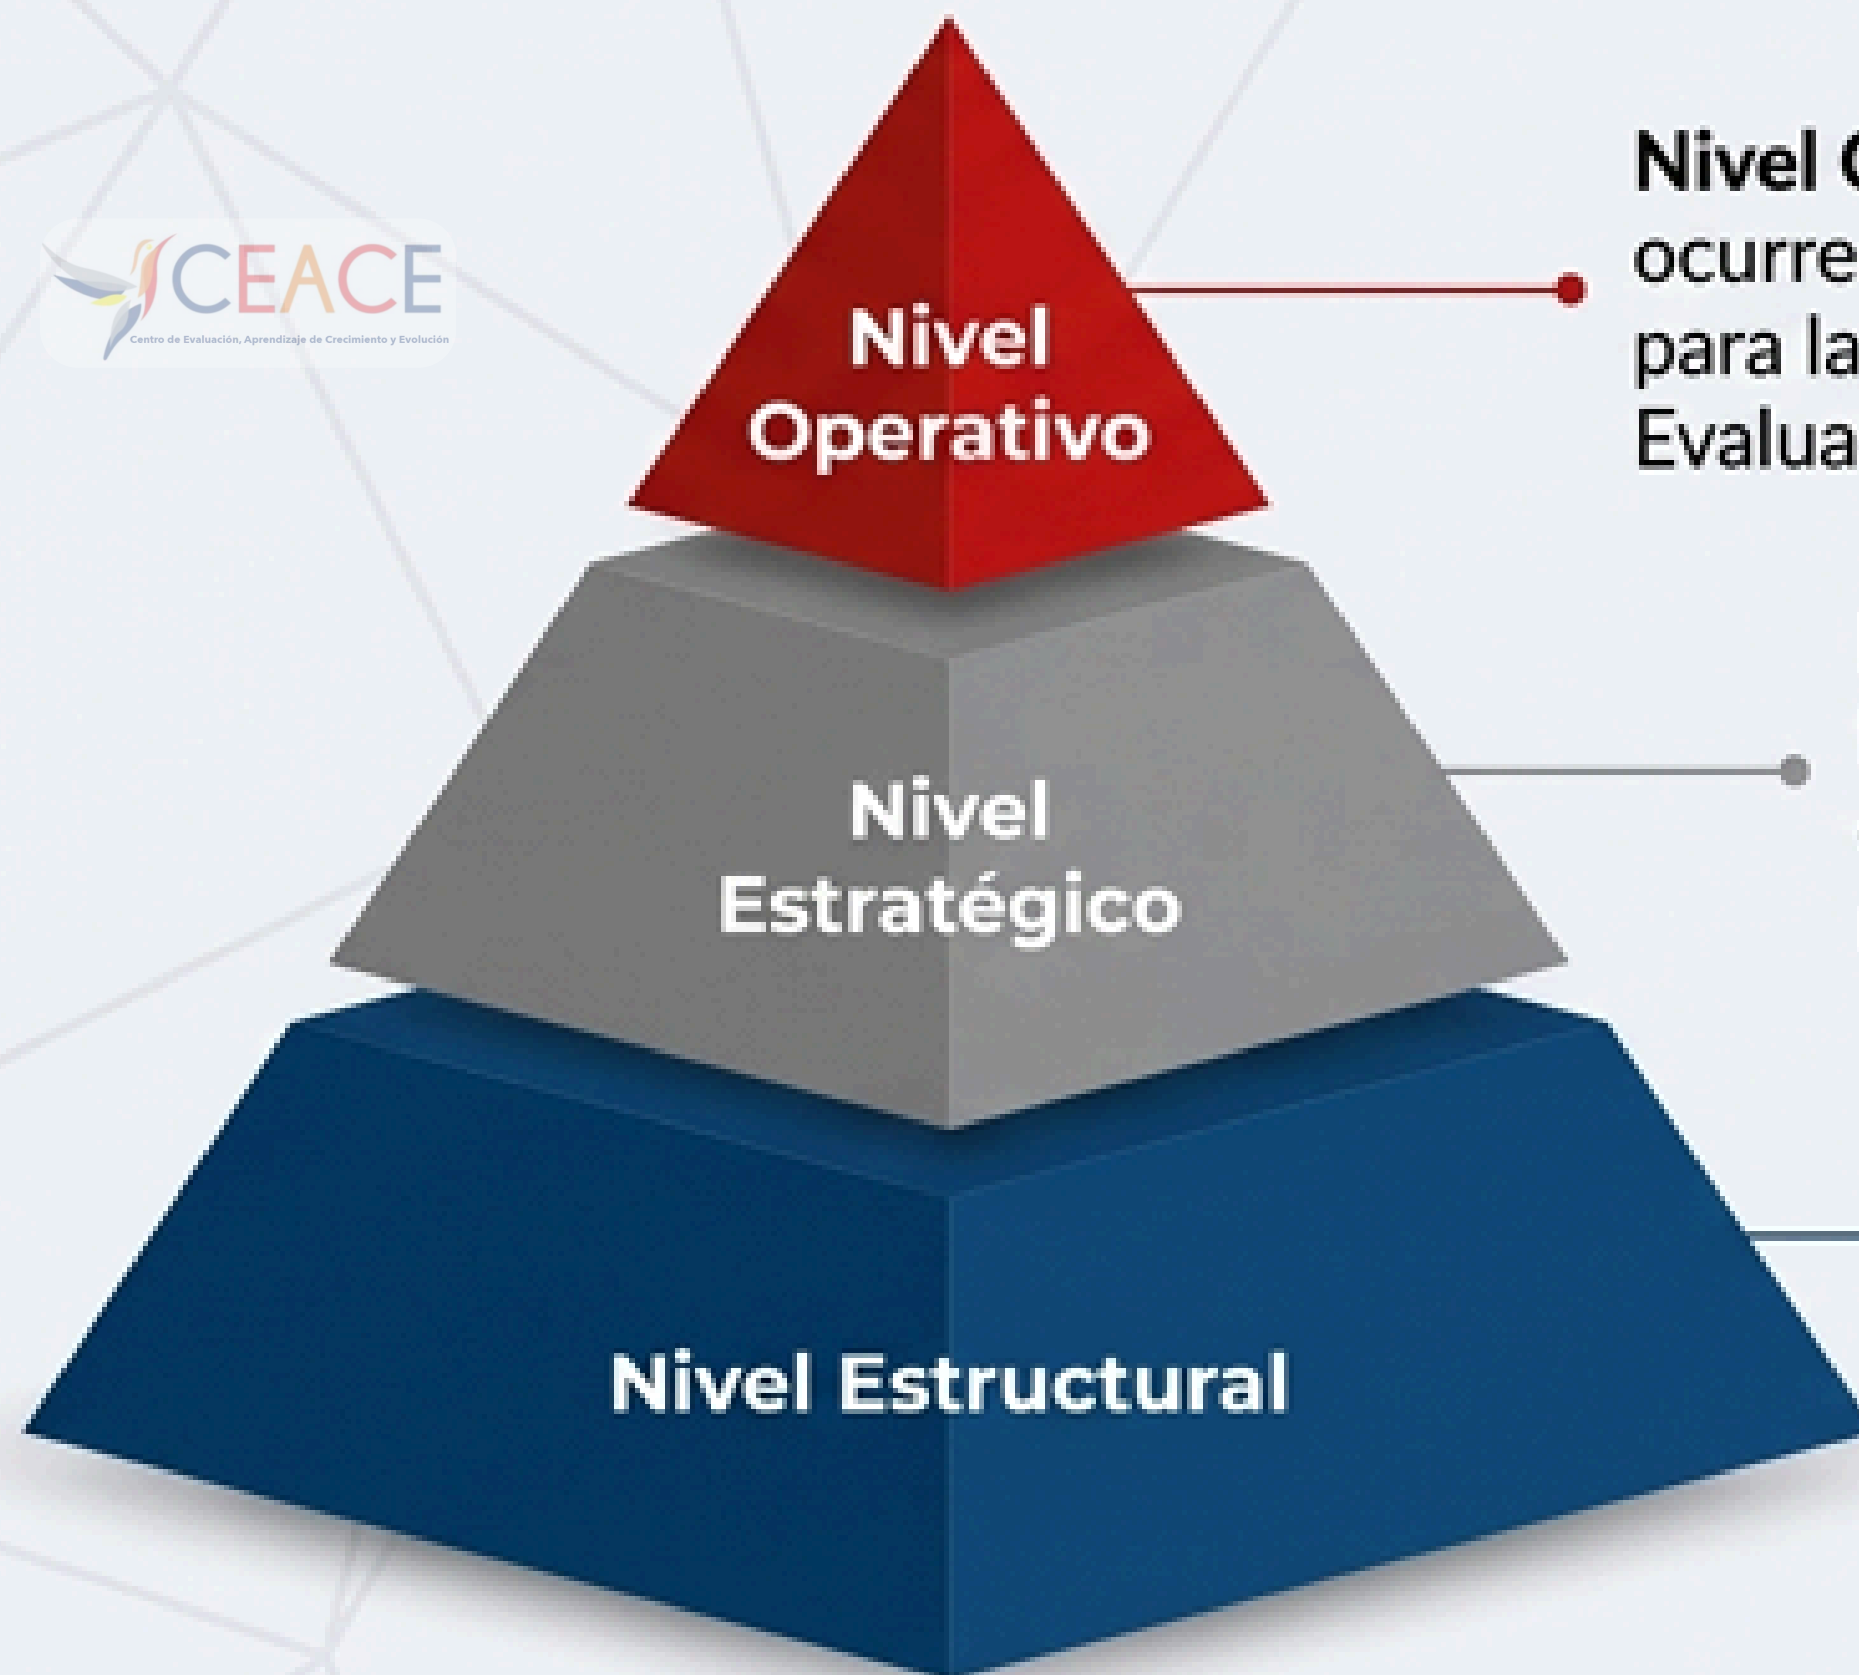 CEACE
Centro de Evaluación, Aprendizaje de Crecimiento y Evolución
Nivel
Operativo
Nivel
ocurre
para la
Evalua
Nivel
Estratégico
Nivel Estructural